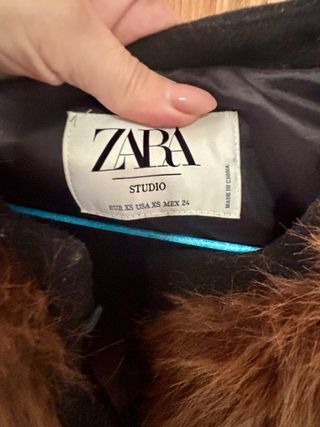 ZARA
STUDIO
EUR XS USA XS MEX 24
MADE IN CHINA